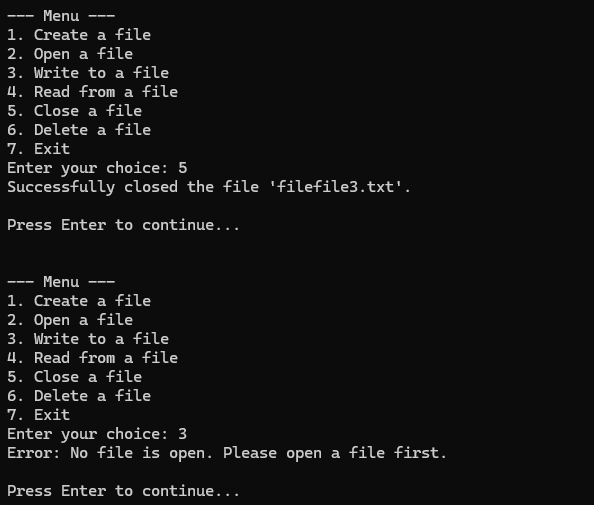 --- Menu ---
1. Create a file
2. Open a file
3. Write to a file
4. Read from a file
5. Close a file
6. Delete a file
7. Exit
Enter your choice: 5
Successfully closed the file 'filefile3.txt'.
Press Enter to continue...
--- Menu ---
1. Create a file
2. Open a file
3. Write to a file
4. Read from a file
5. Close a file
6. Delete a file
7. Exit
Enter your choice: 3
Error: No file is open. Please open a file first.
Press Enter to continue...